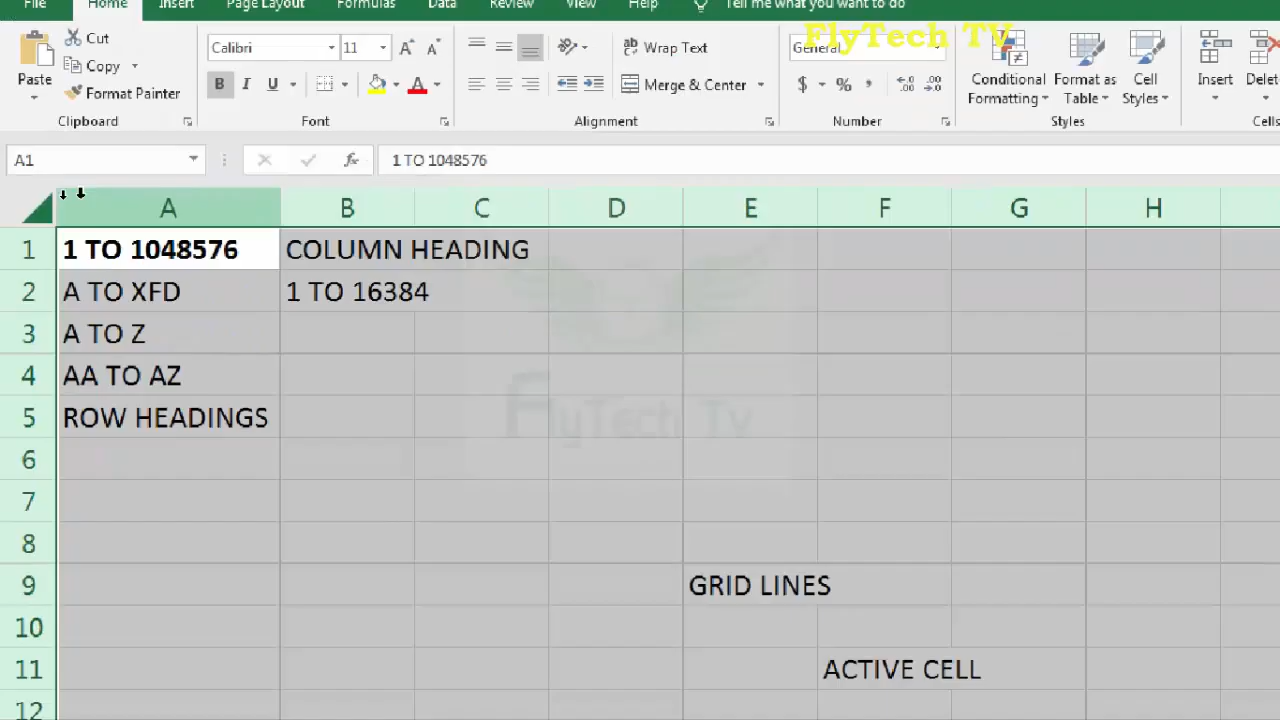 File Home Insert Page Layout Formulas Data Review View Help Tell me what you want to do
FlyTech TV
Paste Cut Copy Format Painter
Calibri 11
Wrap Text
General
B I U
Merge & Center
$ % ,
Conditional Formatting
Format as Table
Cell Styles
Insert
Clipboard Font Alignment Number Styles Cells
A1 fx 1 TO 1048576
A B C D E F G H
1 1 TO 1048576 COLUMN HEADING
2 A TO XFD 1 TO 16384
3 A TO Z
4 AA TO AZ
FlyTech Tv
5 ROW HEADINGS
6
7
8
9 GRID LINES
10
11 ACTIVE CELL
12